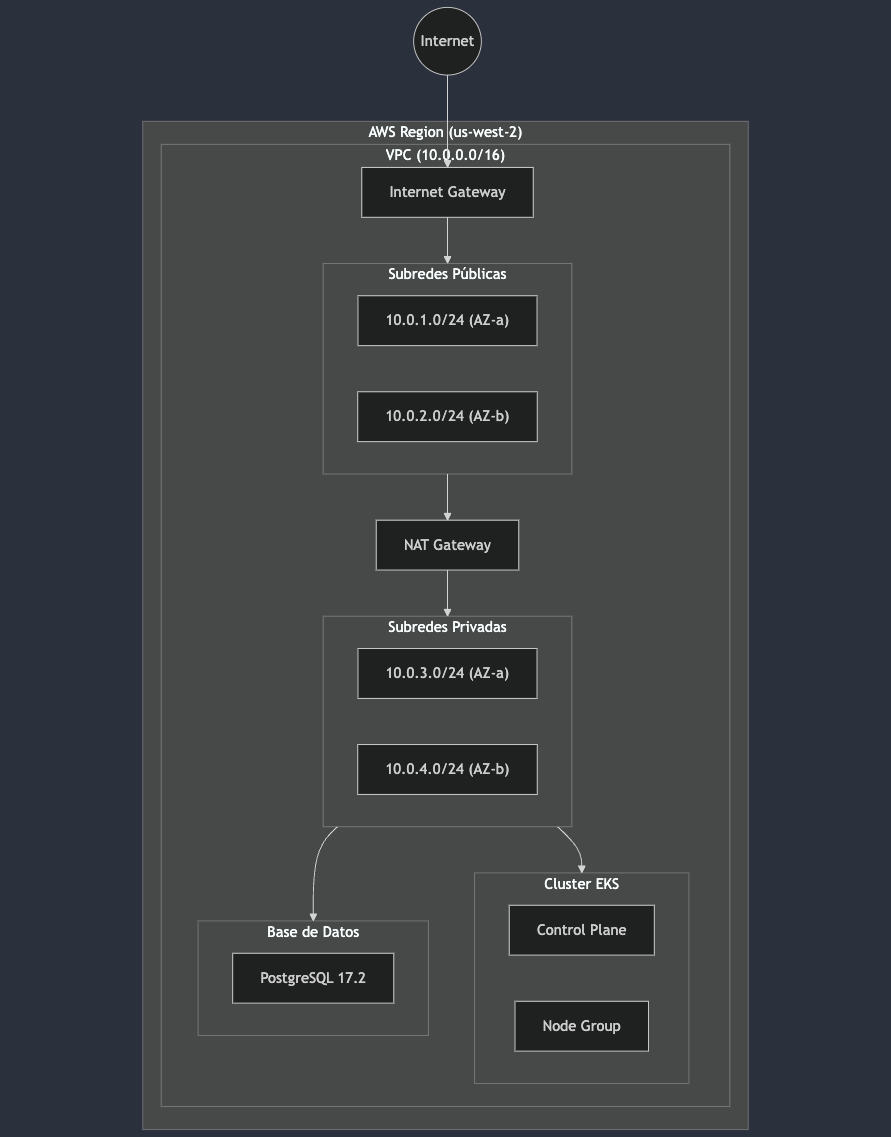 Internet
AWS Region (us-west-2)
VPC (10.0.0.0/16)
Internet Gateway
Subredes Públicas
10.0.1.0/24 (AZ-a)
10.0.2.0/24 (AZ-b)
NAT Gateway
Subredes Privadas
10.0.3.0/24 (AZ-a)
10.0.4.0/24 (AZ-b)
Base de Datos
PostgreSQL 17.2
Cluster EKS
Control Plane
Node Group